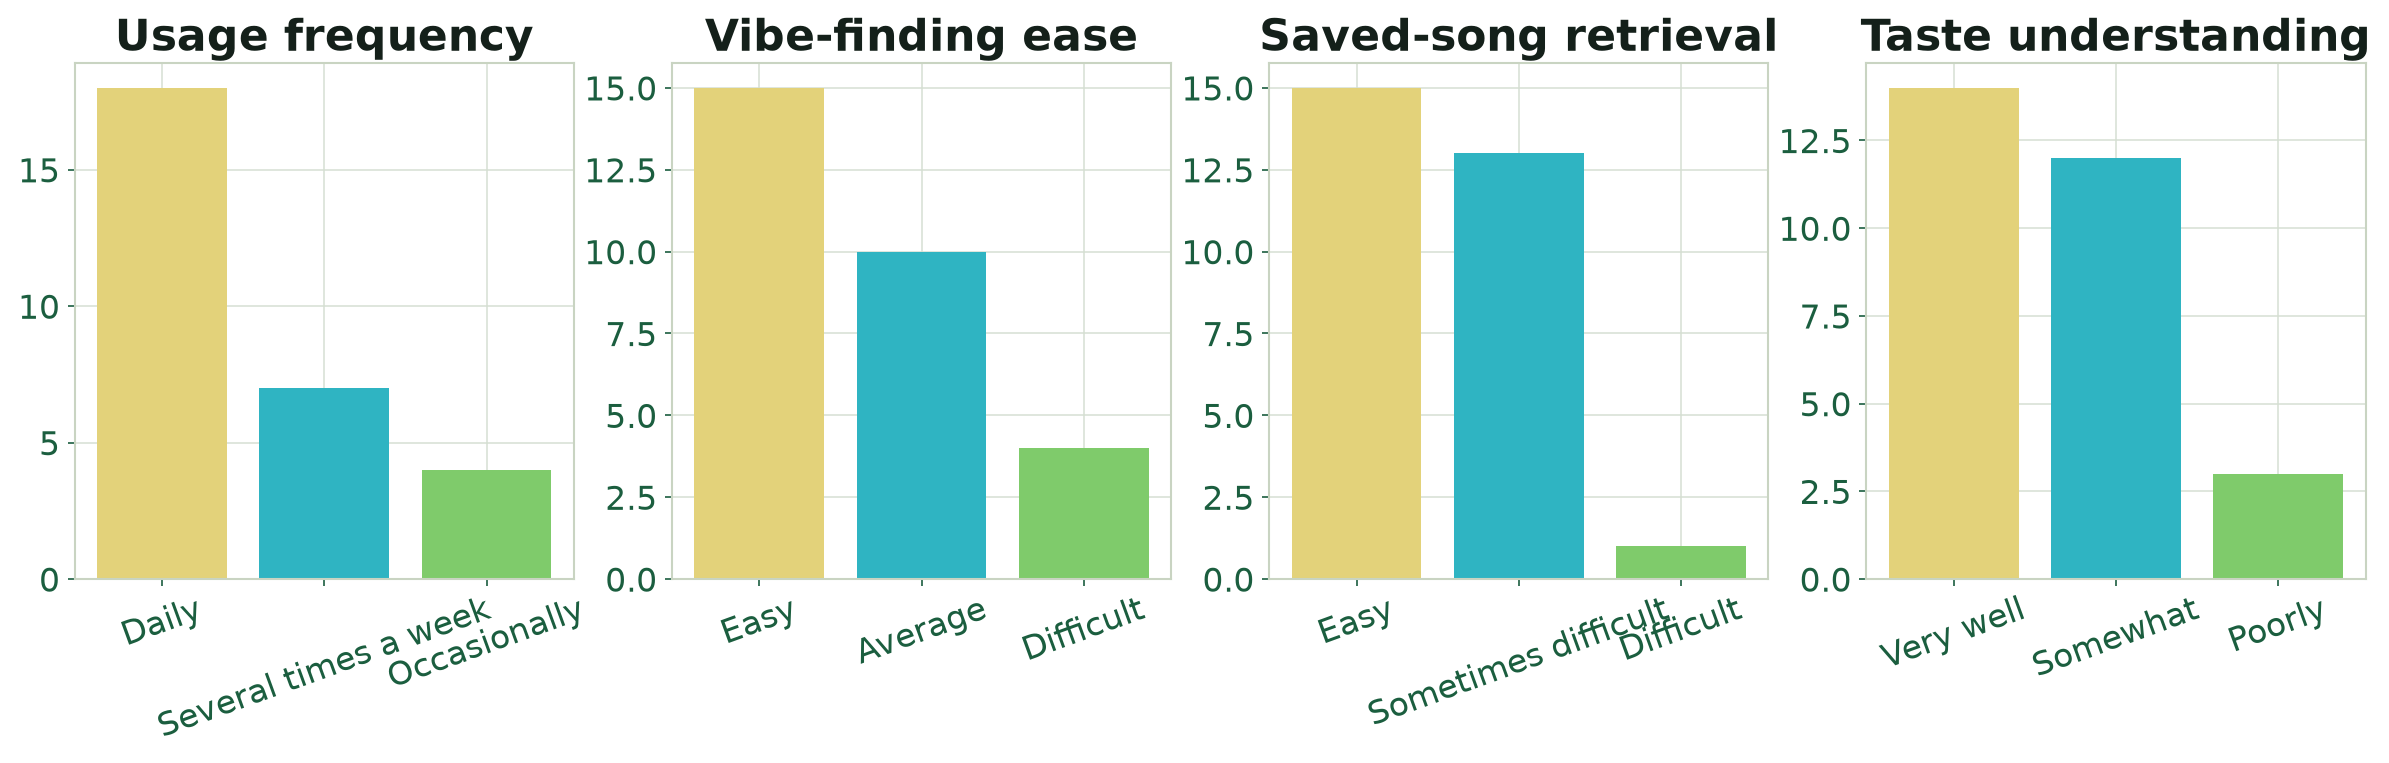 Usage frequency
15
10
5
0
Daily
Several times a week
Occasionally
Vibe-finding ease
15.0
12.5
10.0
7.5
5.0
2.5
0.0
Easy
Average
Difficult
Saved-song retrieval
15.0
12.5
10.0
7.5
5.0
2.5
0.0
Easy
Sometimes difficult
Difficult
Taste understanding
12.5
10.0
7.5
5.0
2.5
0.0
Very well
Somewhat
Poorly